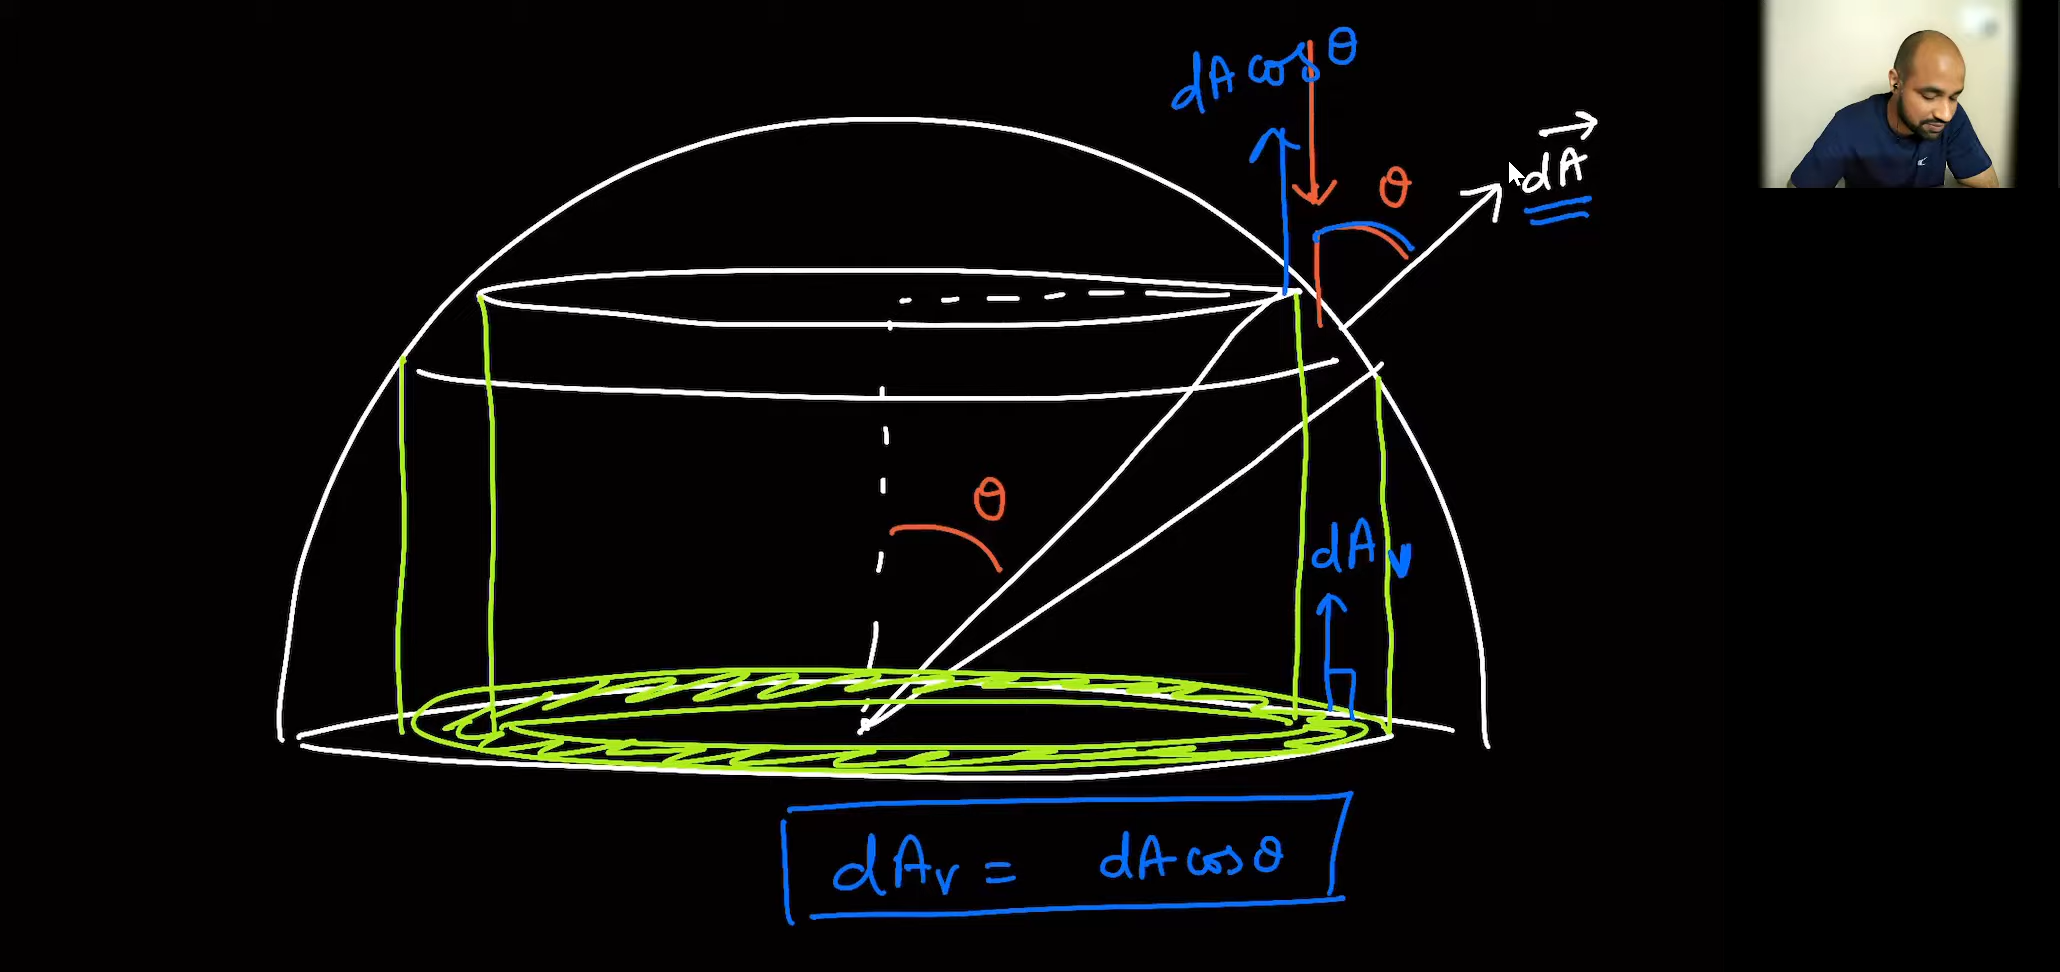 dA cos θ
θ
dA
θ
dAv
dAv = dA cos θ